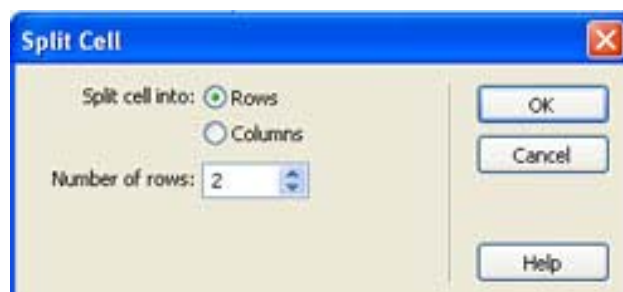 Split Cell
Split cell into: Rows
Columns
Number of rows: 2
OK
Cancel
Help